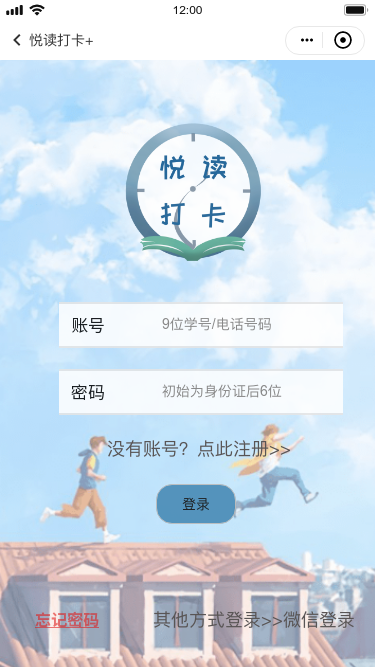 12:00
悦读打卡+
悦 读
打 卡
账号 9位学号/电话号码
密码 初始为身份证后6位
没有账号？点此注册>>
登录
忘记密码 其他方式登录>>微信登录